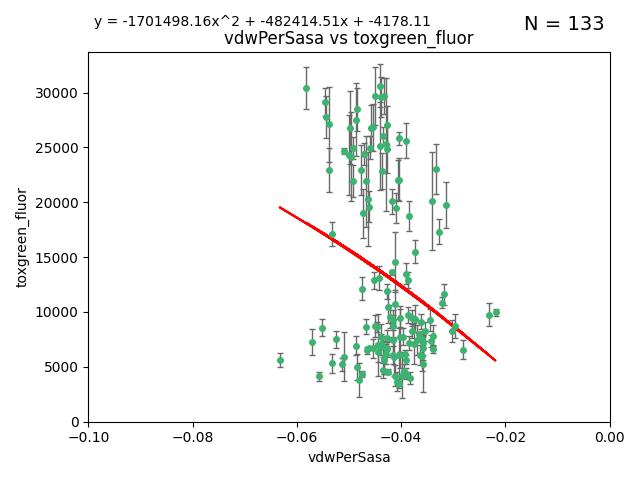 y = -1701498.16x^2 + -482414.51x + -4178.11
N = 133
vdwPerSasa vs toxgreen_fluor
toxgreen_fluor
30000
25000
20000
15000
10000
5000
0
−0.10 −0.08 −0.06 −0.04 −0.02 0.00
vdwPerSasa